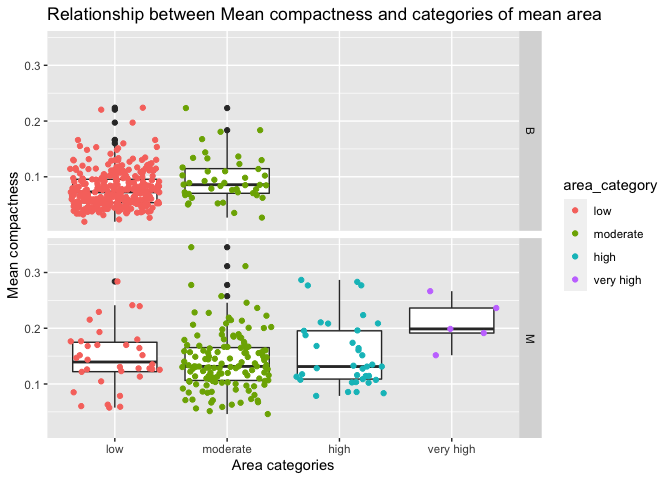 Relationship between Mean compactness and categories of mean area
Mean compactness
0.3
0.2
0.1
B
0.3
0.2
0.1
M
low
moderate
high
very high
Area categories
area_category
low
moderate
high
very high